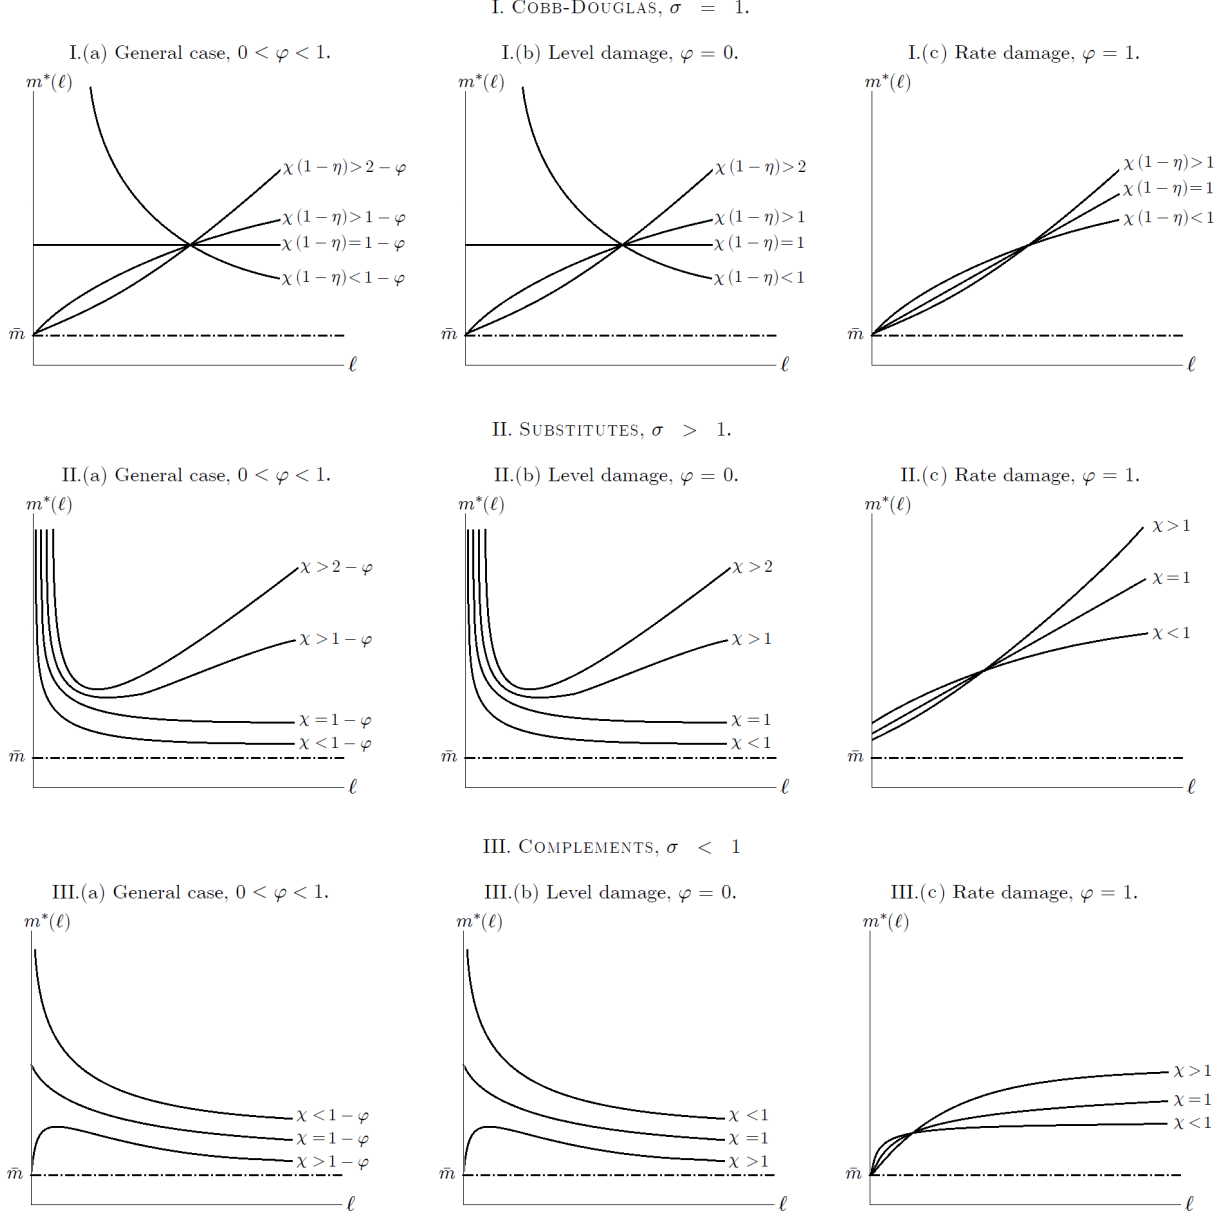 I. COBB-DOUGLAS, σ = 1.
I.(a) General case, 0 < φ < 1.
I.(b) Level damage, φ = 0.
I.(c) Rate damage, φ = 1.
m*(ℓ)
χ(1−η)>2−φ
χ(1−η)>1−φ
χ(1−η)=1−φ
χ(1−η)<1−φ
m̄
ℓ
m*(ℓ)
χ(1−η)>2
χ(1−η)>1
χ(1−η)=1
χ(1−η)<1
m̄
ℓ
m*(ℓ)
χ(1−η)>1
χ(1−η)=1
χ(1−η)<1
m̄
ℓ
II. SUBSTITUTES, σ > 1.
II.(a) General case, 0 < φ < 1.
II.(b) Level damage, φ = 0.
II.(c) Rate damage, φ = 1.
m*(ℓ)
χ>2−φ
χ>1−φ
χ=1−φ
χ<1−φ
m̄
ℓ
m*(ℓ)
χ>2
χ>1
χ=1
χ<1
m̄
ℓ
m*(ℓ)
χ>1
χ=1
χ<1
m̄
ℓ
III. COMPLEMENTS, σ < 1
III.(a) General case, 0 < φ < 1.
III.(b) Level damage, φ = 0.
III.(c) Rate damage, φ = 1.
m*(ℓ)
χ<1−φ
χ=1−φ
χ>1−φ
m̄
ℓ
m*(ℓ)
χ<1
χ=1
χ>1
m̄
ℓ
m*(ℓ)
χ>1
χ=1
χ<1
m̄
ℓ